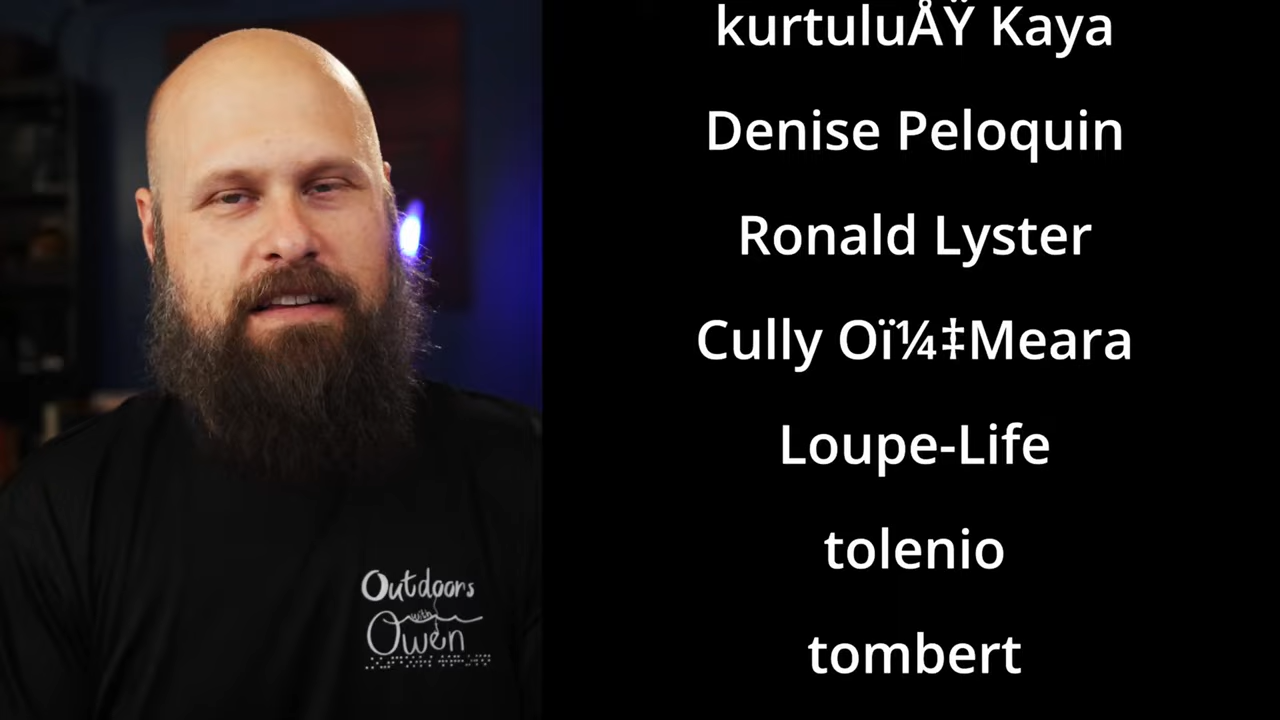 kurtuluÅŸ Kaya
Denise Peloquin
Ronald Lyster
Cully Oï¼‡Meara
Loupe-Life
tolenio
tombert
Outdoors
with
Owen